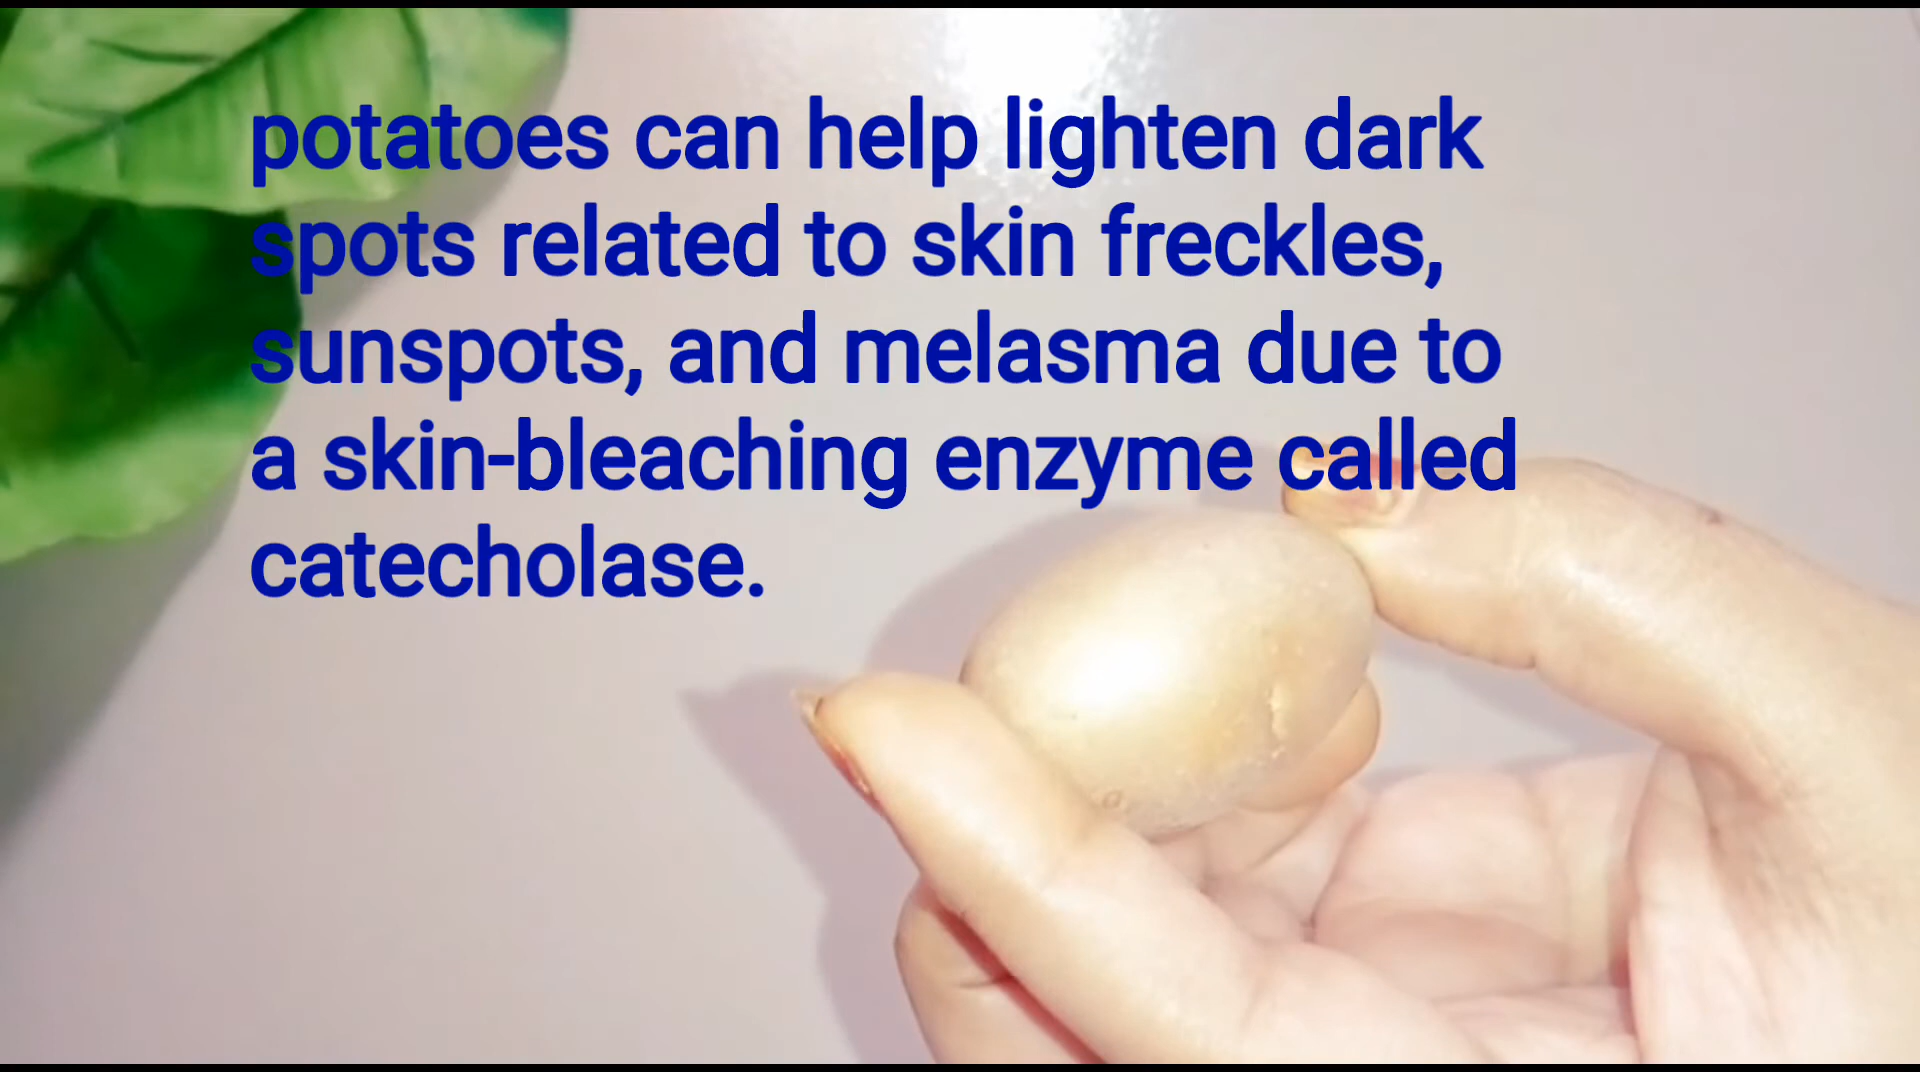 potatoes can help lighten dark
spots related to skin freckles,
sunspots, and melasma due to
a skin-bleaching enzyme called
catecholase.